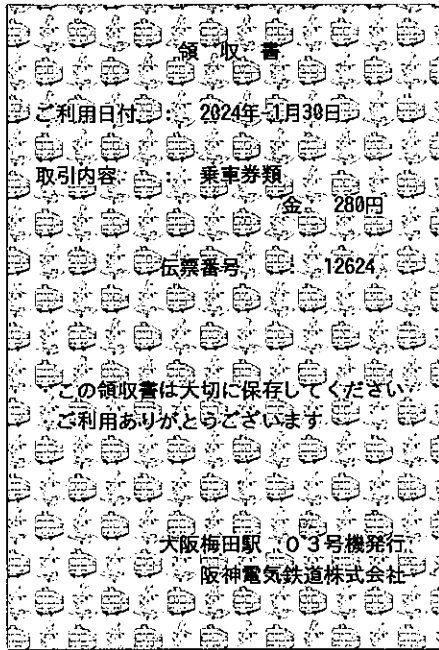 領 収 書
ご利用日付 : 2024年 1月30日
取引内容 : 乗車券類
金 280円
伝票番号 : 12624
この領収書は大切に保存してください
ご利用ありがとうございます
大阪梅田駅 03号機発行
阪神電気鉄道株式会社